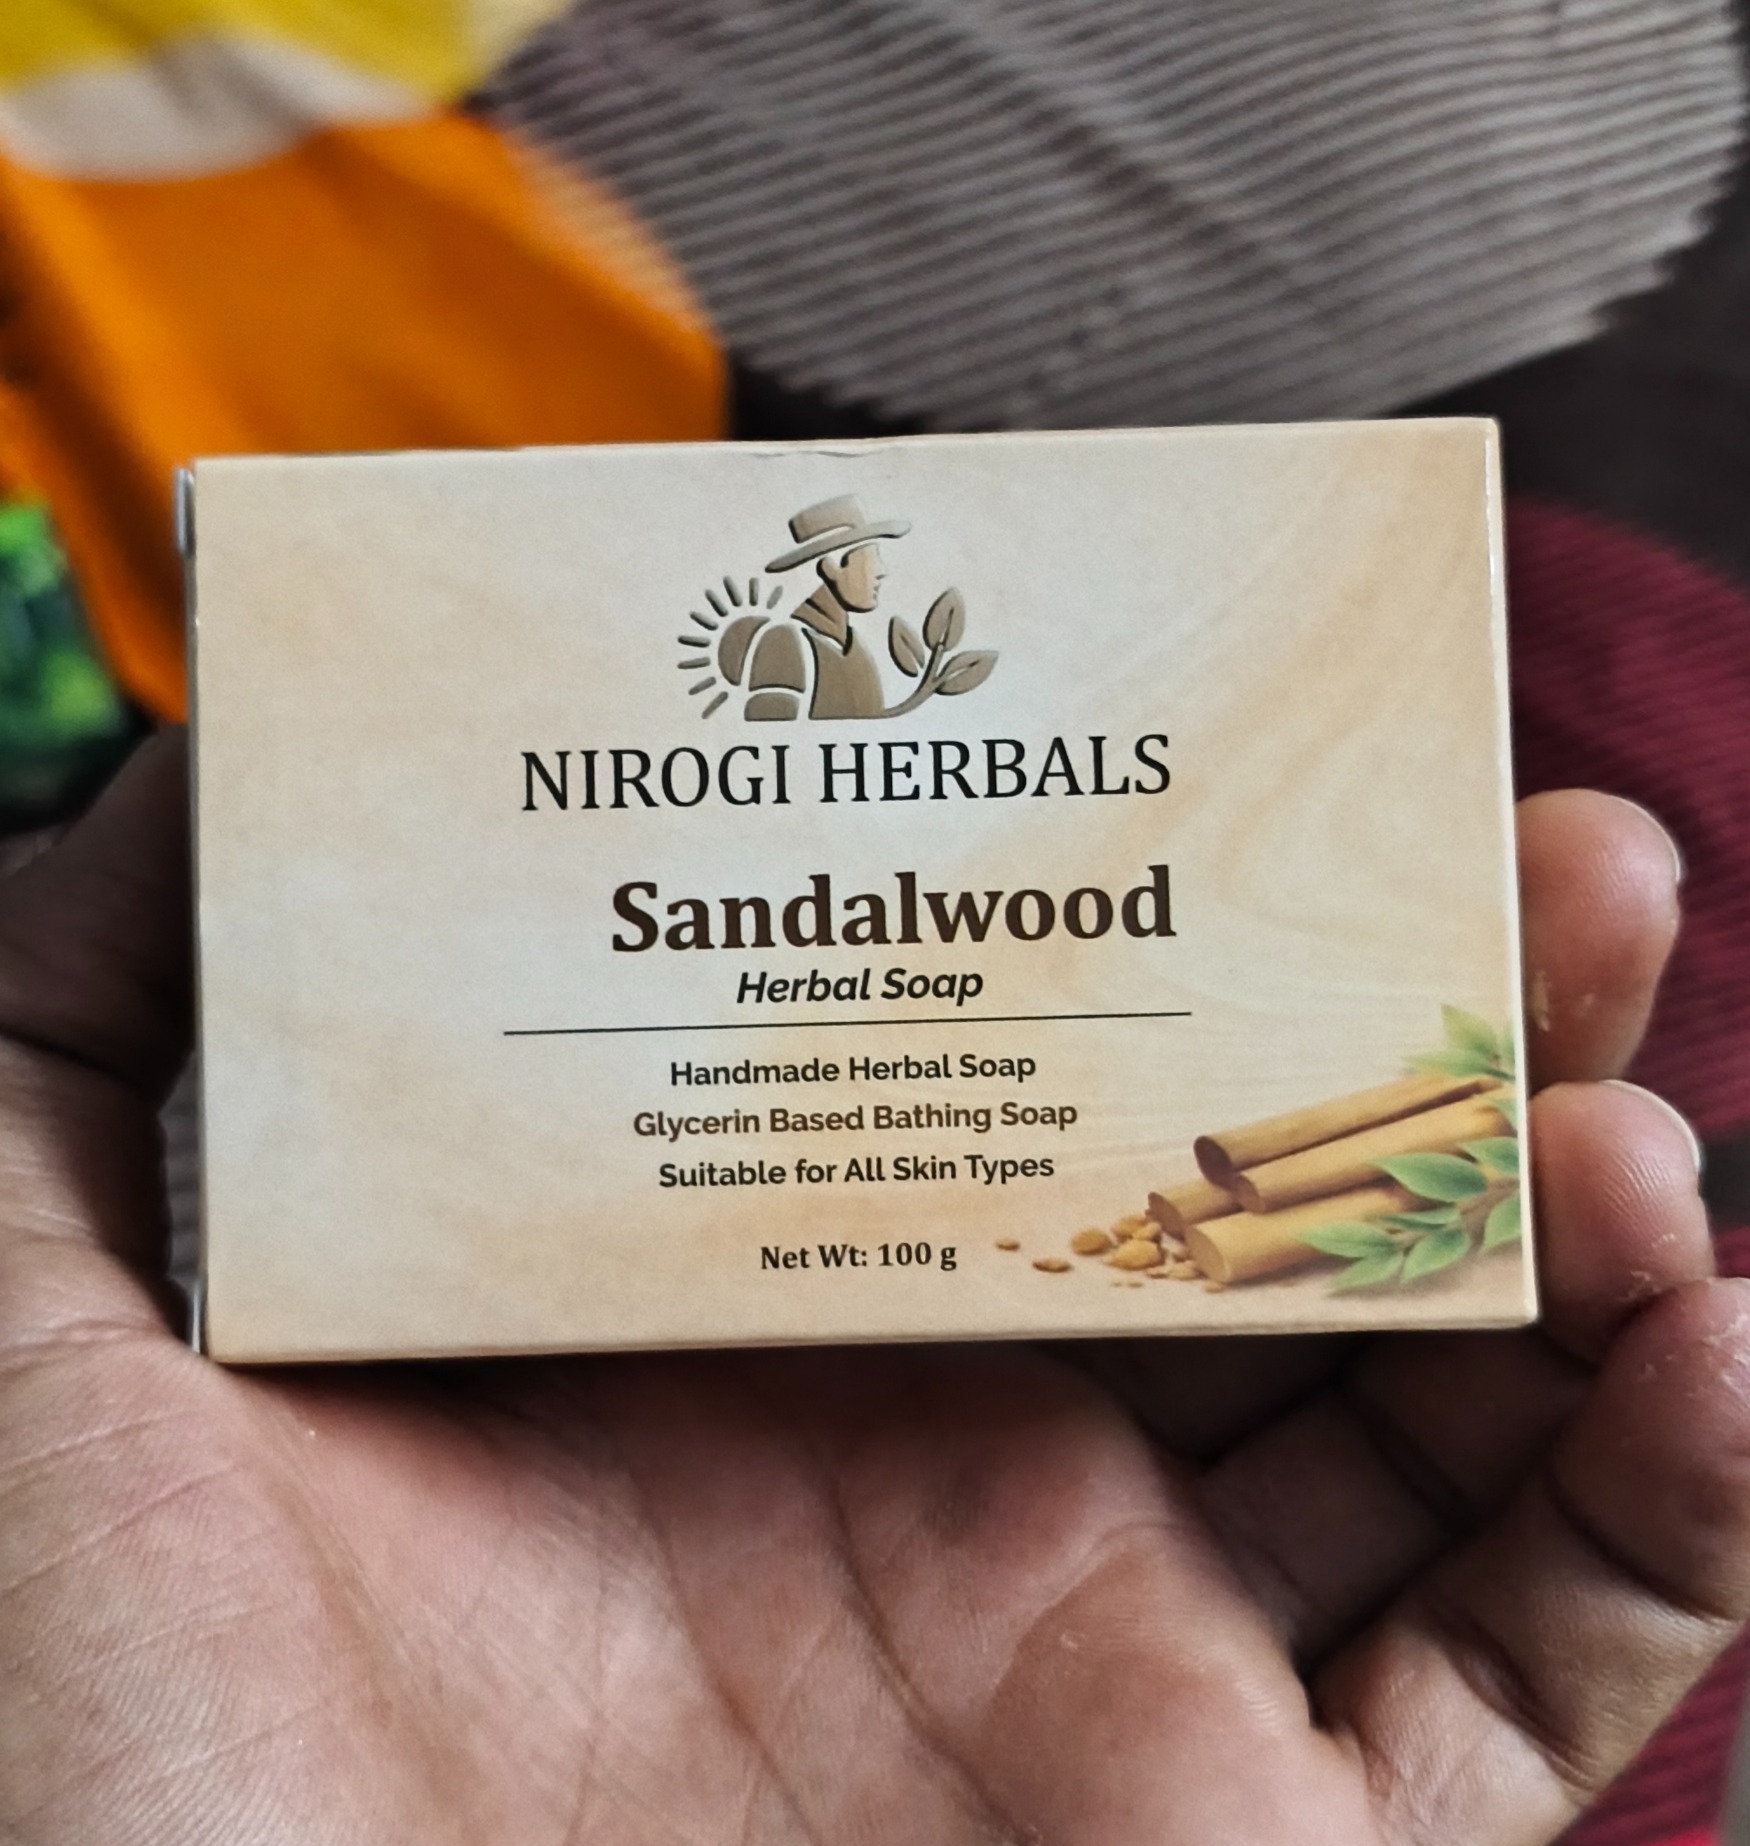 NIROGI HERBALS
Sandalwood
Herbal Soap
Handmade Herbal Soap
Glycerin Based Bathing Soap
Suitable for All Skin Types
Net Wt: 100 g